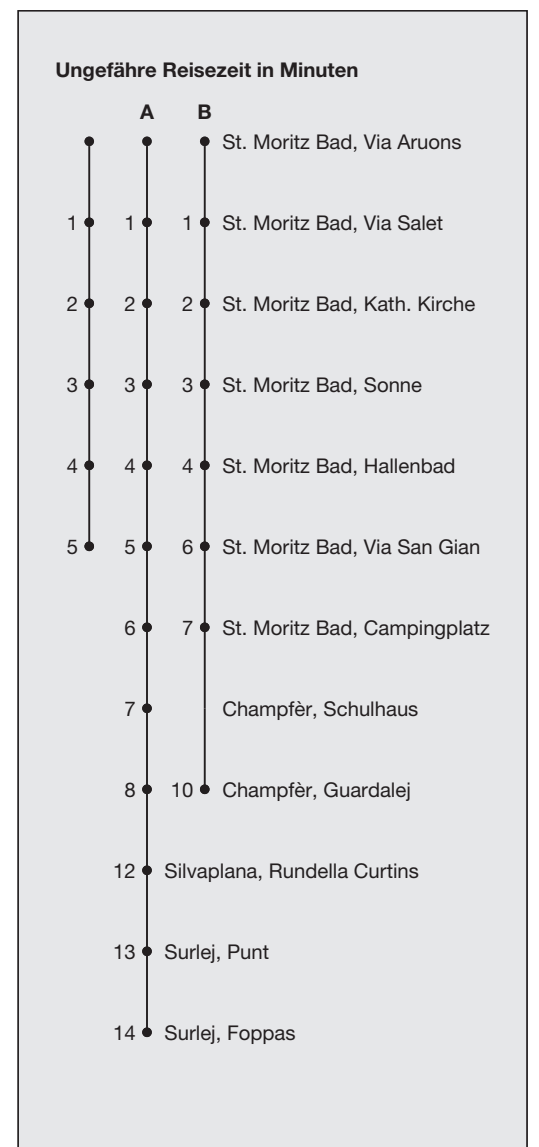 Ungefähre Reisezeit in Minuten
A B
St. Moritz Bad, Via Aruons
1 1 1 St. Moritz Bad, Via Salet
2 2 2 St. Moritz Bad, Kath. Kirche
3 3 3 St. Moritz Bad, Sonne
4 4 4 St. Moritz Bad, Hallenbad
5 5 6 St. Moritz Bad, Via San Gian
6 7 St. Moritz Bad, Campingplatz
7 Champfèr, Schulhaus
8 10 Champfèr, Guardalej
12 Silvaplana, Rundella Curtins
13 Surlej, Punt
14 Surlej, Foppas